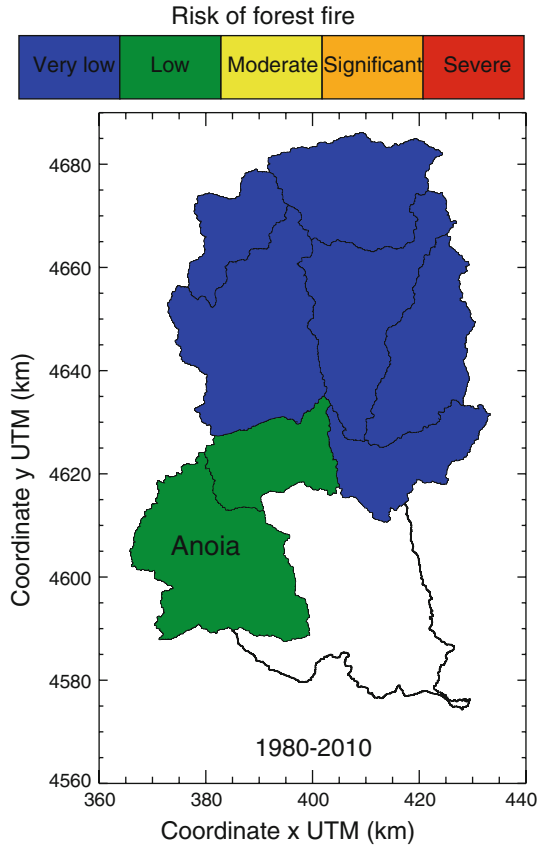 Risk of forest fire
Very low Low Moderate Significant Severe
4680
4660
4640
4620
4600
4580
4560
Coordinate y UTM (km)
Anoia
1980-2010
360 380 400 420 440
Coordinate x UTM (km)